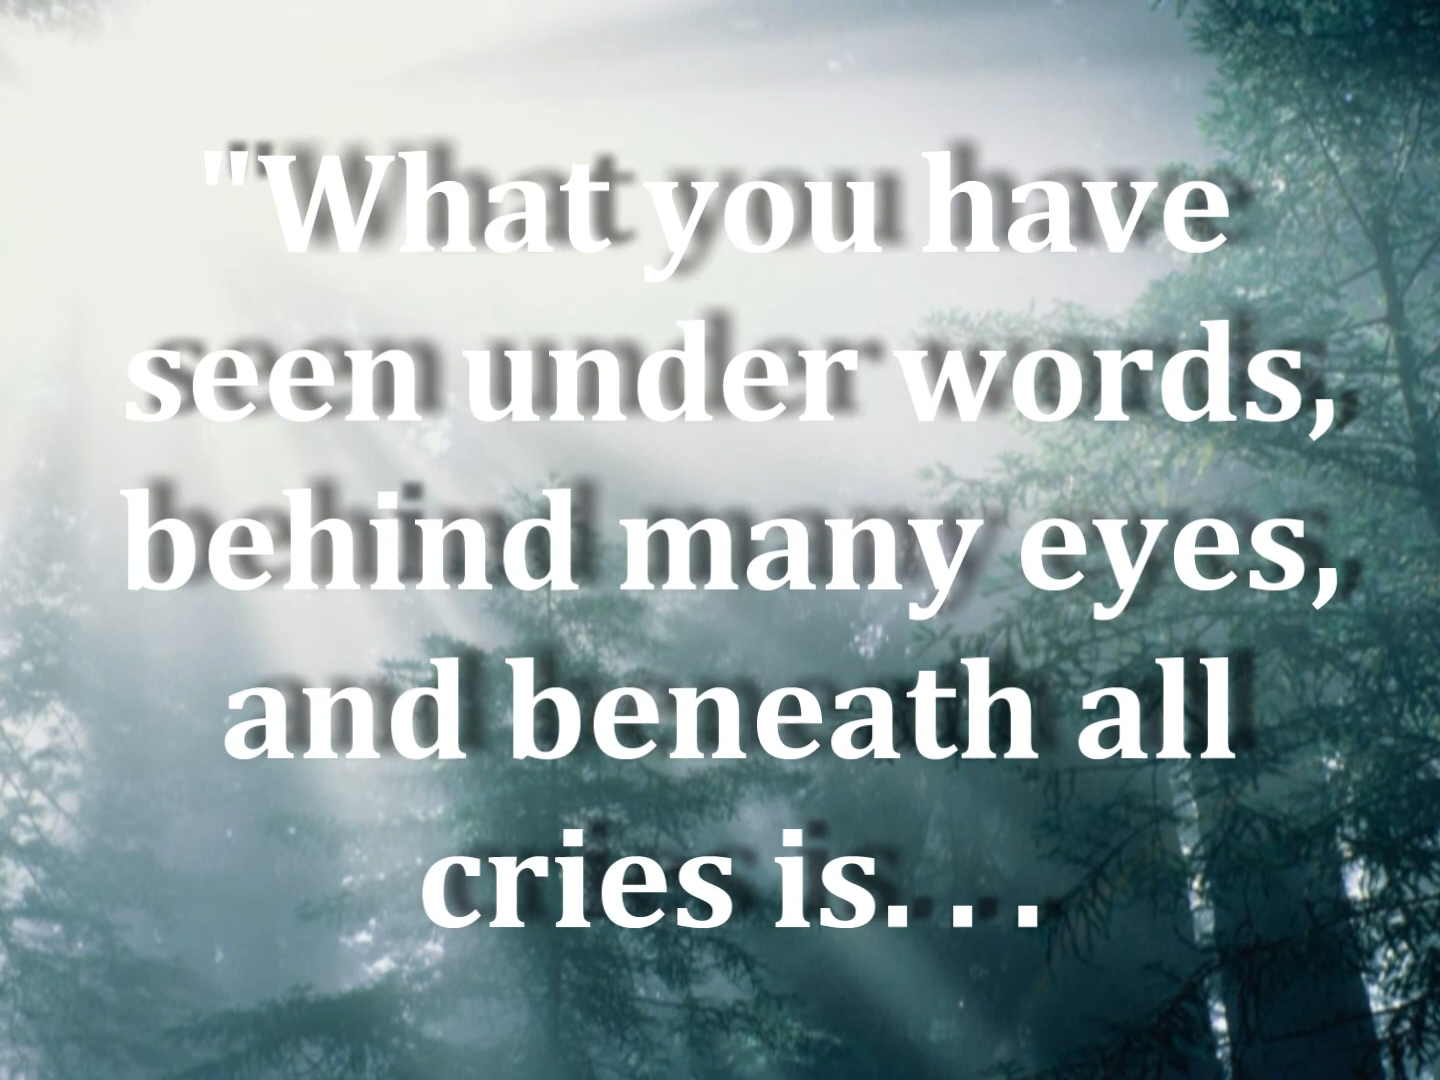 "What you have
seen under words,
behind many eyes,
and beneath all
cries is. . .